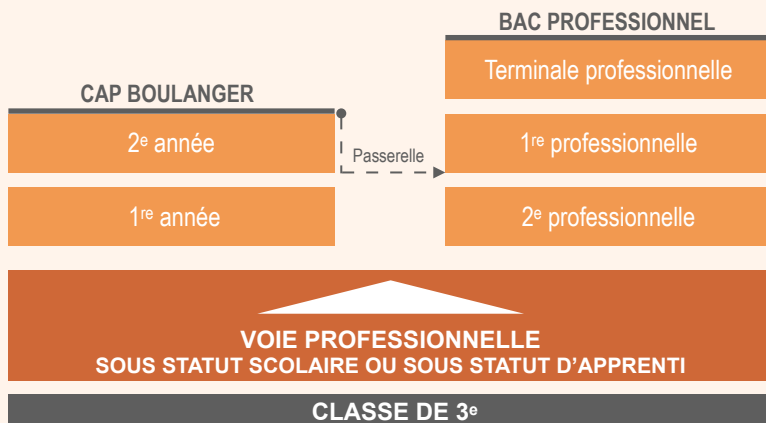 BAC PROFESSIONNEL
Terminale professionnelle
CAP BOULANGER
2e année
Passerelle
1re professionnelle
1re année
2e professionnelle
VOIE PROFESSIONNELLE
SOUS STATUT SCOLAIRE OU SOUS STATUT D'APPRENTI
CLASSE DE 3e